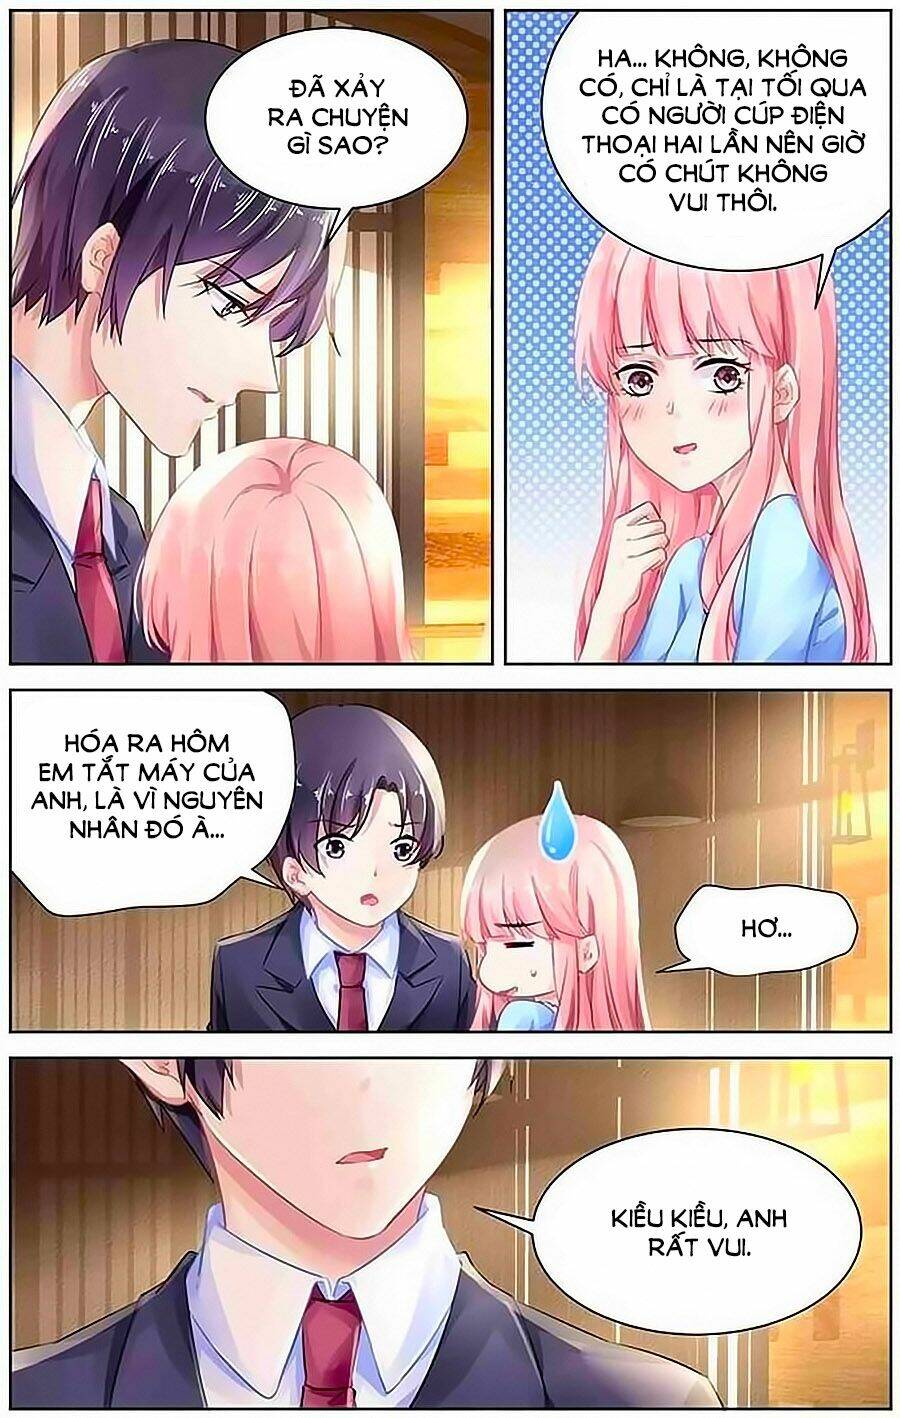 ĐÃ XẢY
RA CHUYỆN
GÌ SAO?
HA... KHÔNG, KHÔNG
CÓ, CHỈ LÀ TẠI TỐI QUA
CÓ NGƯỜI CÚP ĐIỆN
THOẠI HAI LẦN NÊN GIỜ
CÓ CHÚT KHÔNG
VUI THÔI.
HÓA RA HÔM
EM TẮT MÁY CỦA
ANH, LÀ VÌ NGUYÊN
NHÂN ĐÓ À...
HƠ...
KIỀU KIỀU, ANH
RẤT VUI.